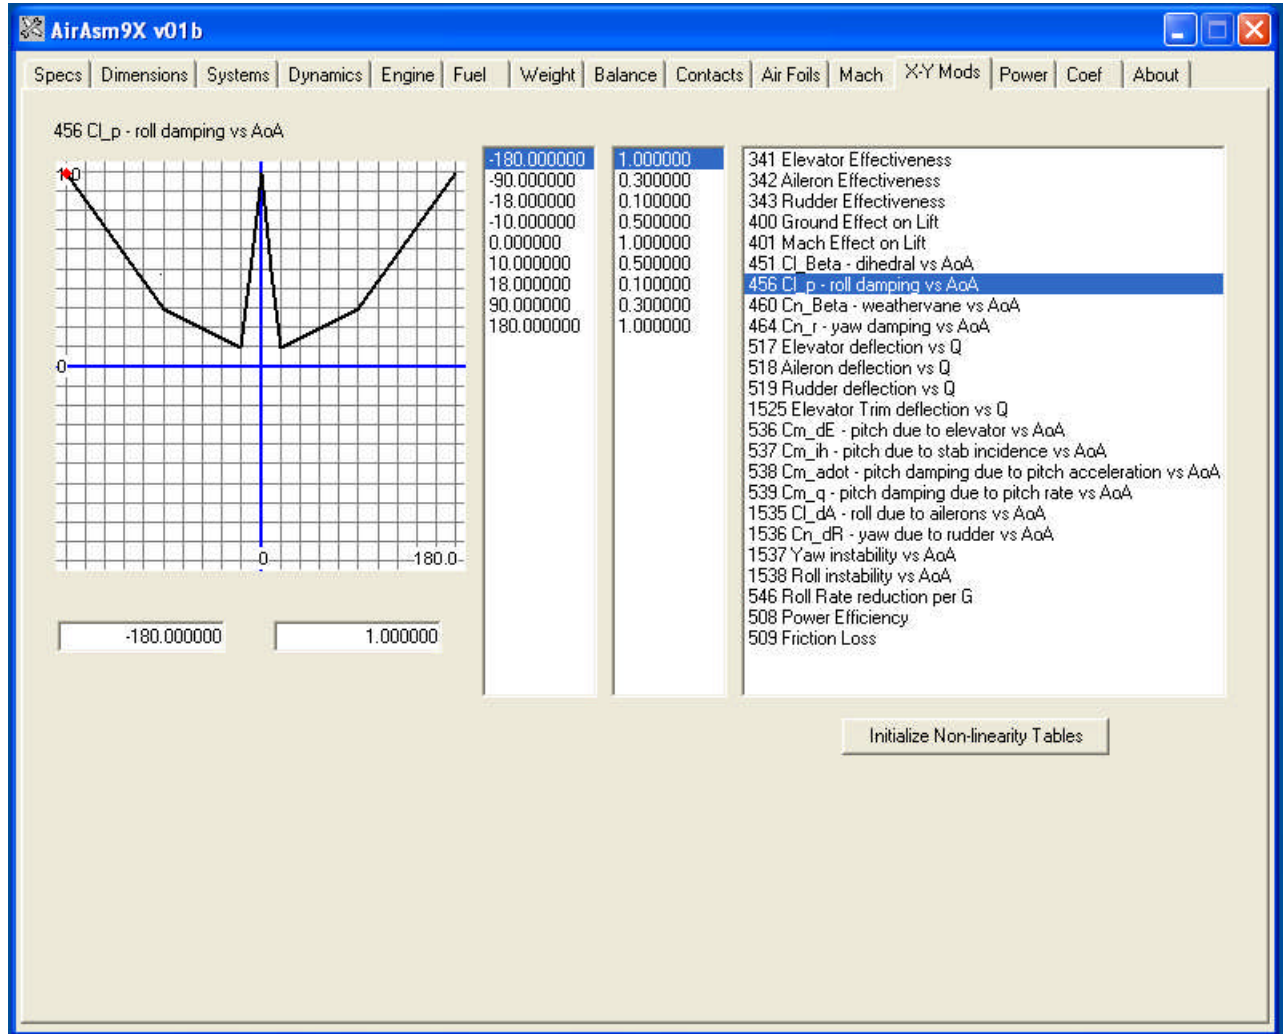 AirAsm9X v01b
Specs Dimensions Systems Dynamics Engine Fuel Weight Balance Contacts Air Foils Mach X-Y Mods Power Coef About
456 Cl_p - roll damping vs AoA
1.0
0
0
180.0
-180.000000
1.000000
-180.000000
-90.000000
-18.000000
-10.000000
0.000000
10.000000
18.000000
90.000000
180.000000
1.000000
0.300000
0.100000
0.500000
1.000000
0.500000
0.100000
0.300000
1.000000
341 Elevator Effectiveness
342 Aileron Effectiveness
343 Rudder Effectiveness
400 Ground Effect on Lift
401 Mach Effect on Lift
451 Cl_Beta - dihedral vs AoA
456 Cl_p - roll damping vs AoA
460 Cn_Beta - weathervane vs AoA
464 Cn_r - yaw damping vs AoA
517 Elevator deflection vs Q
518 Aileron deflection vs Q
519 Rudder deflection vs Q
1525 Elevator Trim deflection vs Q
536 Cm_dE - pitch due to elevator vs AoA
537 Cm_ih - pitch due to stab incidence vs AoA
538 Cm_adot - pitch damping due to pitch acceleration vs AoA
539 Cm_q - pitch damping due to pitch rate vs AoA
1535 Cl_dA - roll due to ailerons vs AoA
1536 Cn_dR - yaw due to rudder vs AoA
1537 Yaw instability vs AoA
1538 Roll instability vs AoA
546 Roll Rate reduction per G
508 Power Efficiency
509 Friction Loss
Initialize Non-linearity Tables